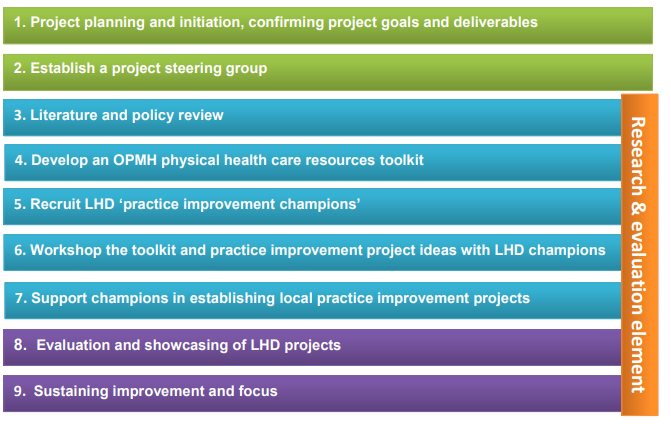 1. Project planning and initiation, confirming project goals and deliverables
2. Establish a project steering group
3. Literature and policy review
4. Develop an OPMH physical health care resources toolkit
5. Recruit LHD ‘practice improvement champions’
6. Workshop the toolkit and practice improvement project ideas with LHD champions
7. Support champions in establishing local practice improvement projects
8. Evaluation and showcasing of LHD projects
9. Sustaining improvement and focus
Research & evaluation element